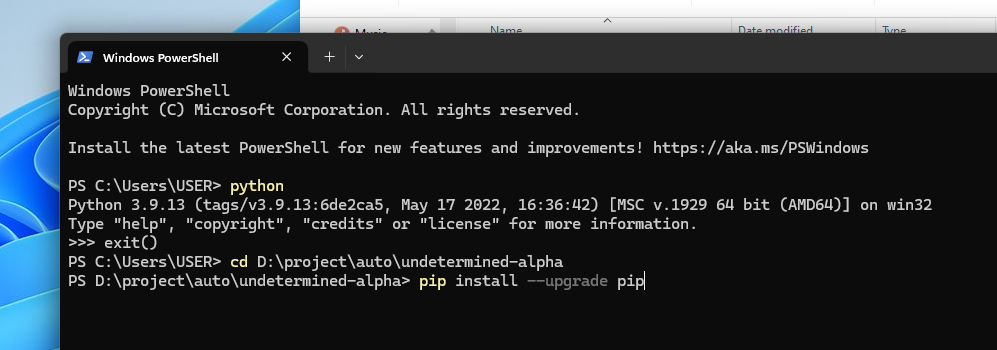 Music
Name
Date modified
Type
Windows PowerShell
Windows PowerShell
Copyright (C) Microsoft Corporation. All rights reserved.
Install the latest PowerShell for new features and improvements! https://aka.ms/PSWindows
PS C:\Users\USER> python
Python 3.9.13 (tags/v3.9.13:6de2ca5, May 17 2022, 16:36:42) [MSC v.1929 64 bit (AMD64)] on win32
Type "help", "copyright", "credits" or "license" for more information.
>>> exit()
PS C:\Users\USER> cd D:\project\auto\undetermined-alpha
PS D:\project\auto\undetermined-alpha> pip install --upgrade pip